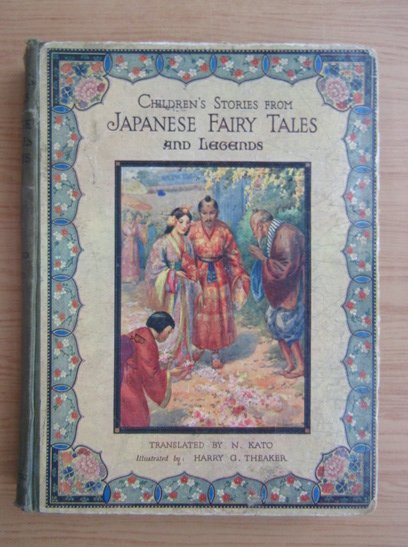 CHILDREN'S STORIES FROM
JAPANESE FAIRY TALES
AND LEGENDS
TRANSLATED BY N. KATO
Illustrated by HARRY G. THEAKER